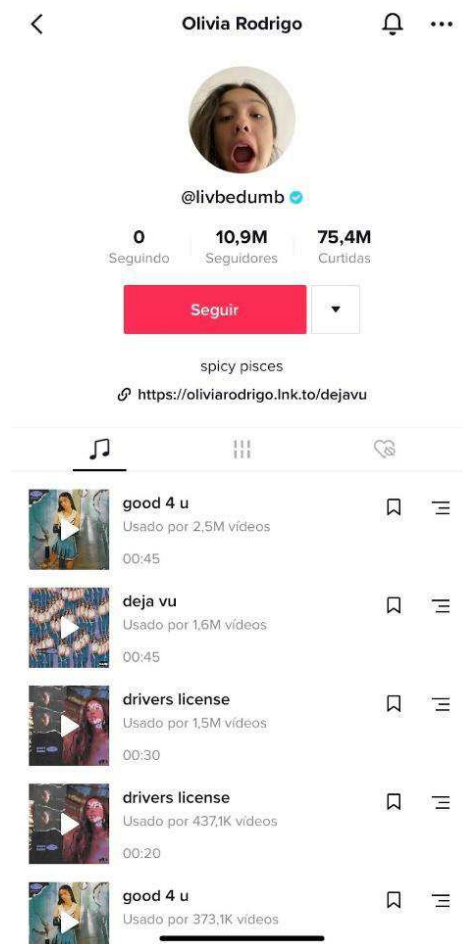 Olivia Rodrigo
@livbedumb
0 10,9M 75,4M
Seguindo Seguidores Curtidas
Seguir
spicy pisces
https://oliviarodrigo.lnk.to/dejavu
good 4 u
Usado por 2,5M vídeos
00:45
deja vu
Usado por 1,6M vídeos
00:45
drivers license
Usado por 1,5M vídeos
00:30
drivers license
Usado por 437,1K vídeos
00:20
good 4 u
Usado por 373,1K vídeos